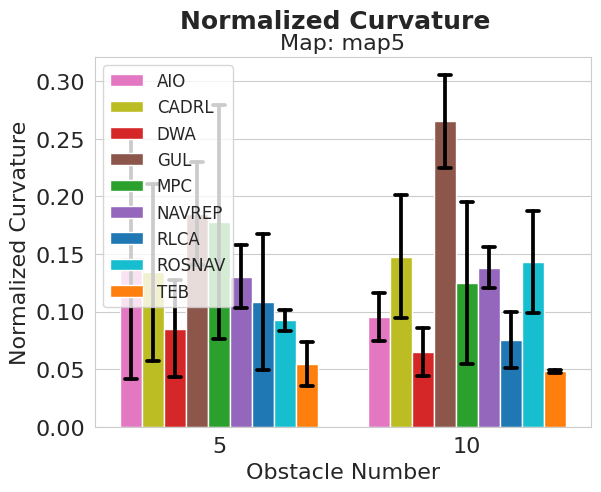 Normalized Curvature
Map: map5
Normalized Curvature
0.30
0.25
0.20
0.15
0.10
0.05
0.00
AIO
CADRL
DWA
GUL
MPC
NAVREP
RLCA
ROSNAV
TEB
5
10
Obstacle Number